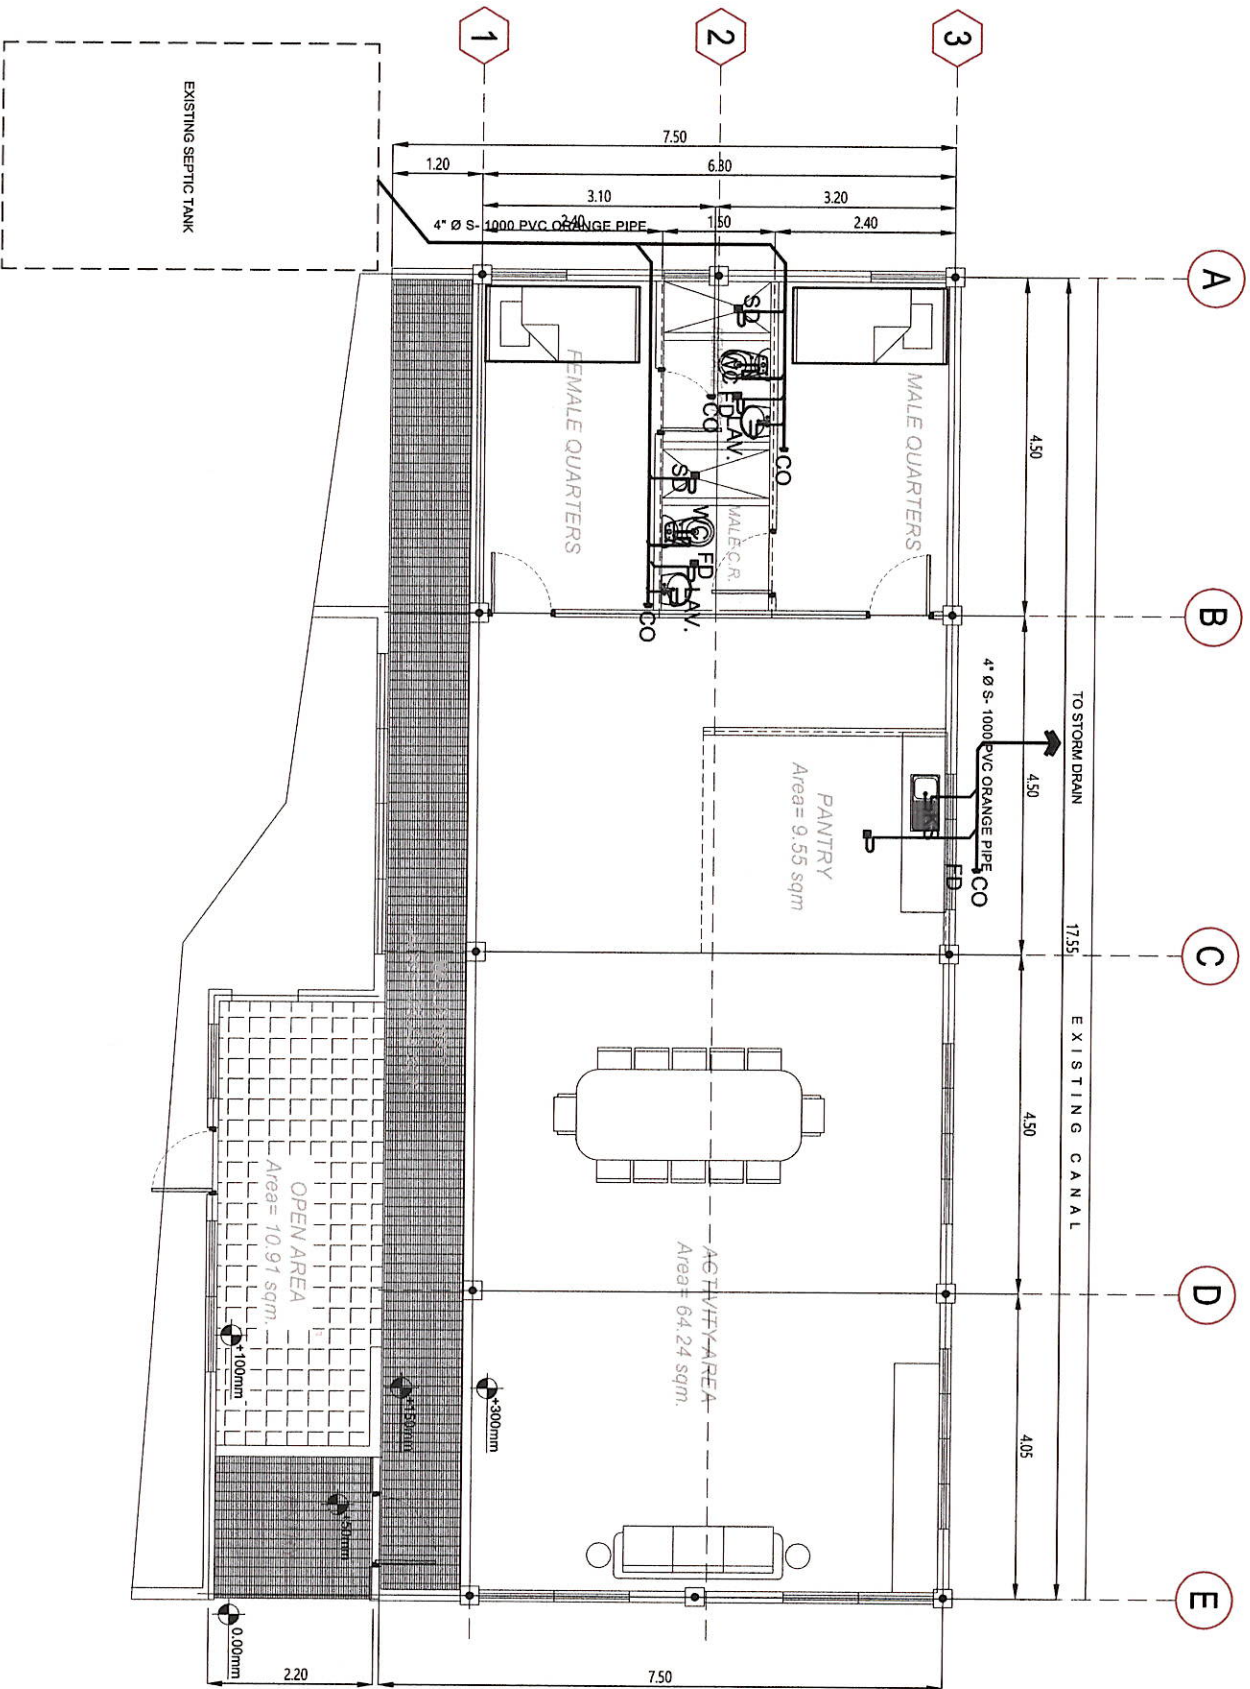 A
B
C
D
E
3
2
1
EXISTING CANAL
17.55
TO STORM DRAIN
4.50
4.50
4.50
4.05
4" Ø S- 1000 PVC ORANGE PIPE
CO
FD
KS
7.50
6.30
1.20
3.20
3.10
2.40
1.50
2.40
4" Ø S- 1000 PVC ORANGE PIPE
MALE QUARTERS
SD
WC
FD
LAV.
CO
CO
MALE C.R.
SD
WC
FD
LAV.
CO
FEMALE QUARTERS
PANTRY
Area= 9.55 sqm
ACTIVITY AREA
Area= 64.24 sqm.
OPEN AREA
Area= 10.91 sqm.
+300mm
+150mm
+100mm
+50mm
0.00mm
7.50
2.20
EXISTING SEPTIC TANK